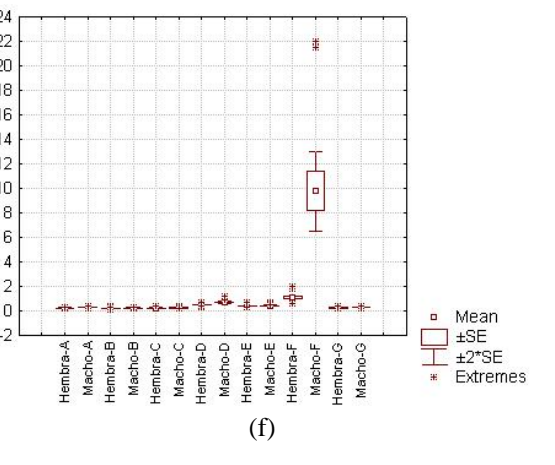 24
22
20
18
16
14
12
10
8
6
4
2
0
-2
Hembra-A
Macho-A
Hembra-B
Macho-B
Hembra-C
Macho-C
Hembra-D
Macho-D
Hembra-E
Macho-E
Hembra-F
Macho-F
Hembra-G
Macho-G
Mean
±SE
±2*SE
Extremes
(f)